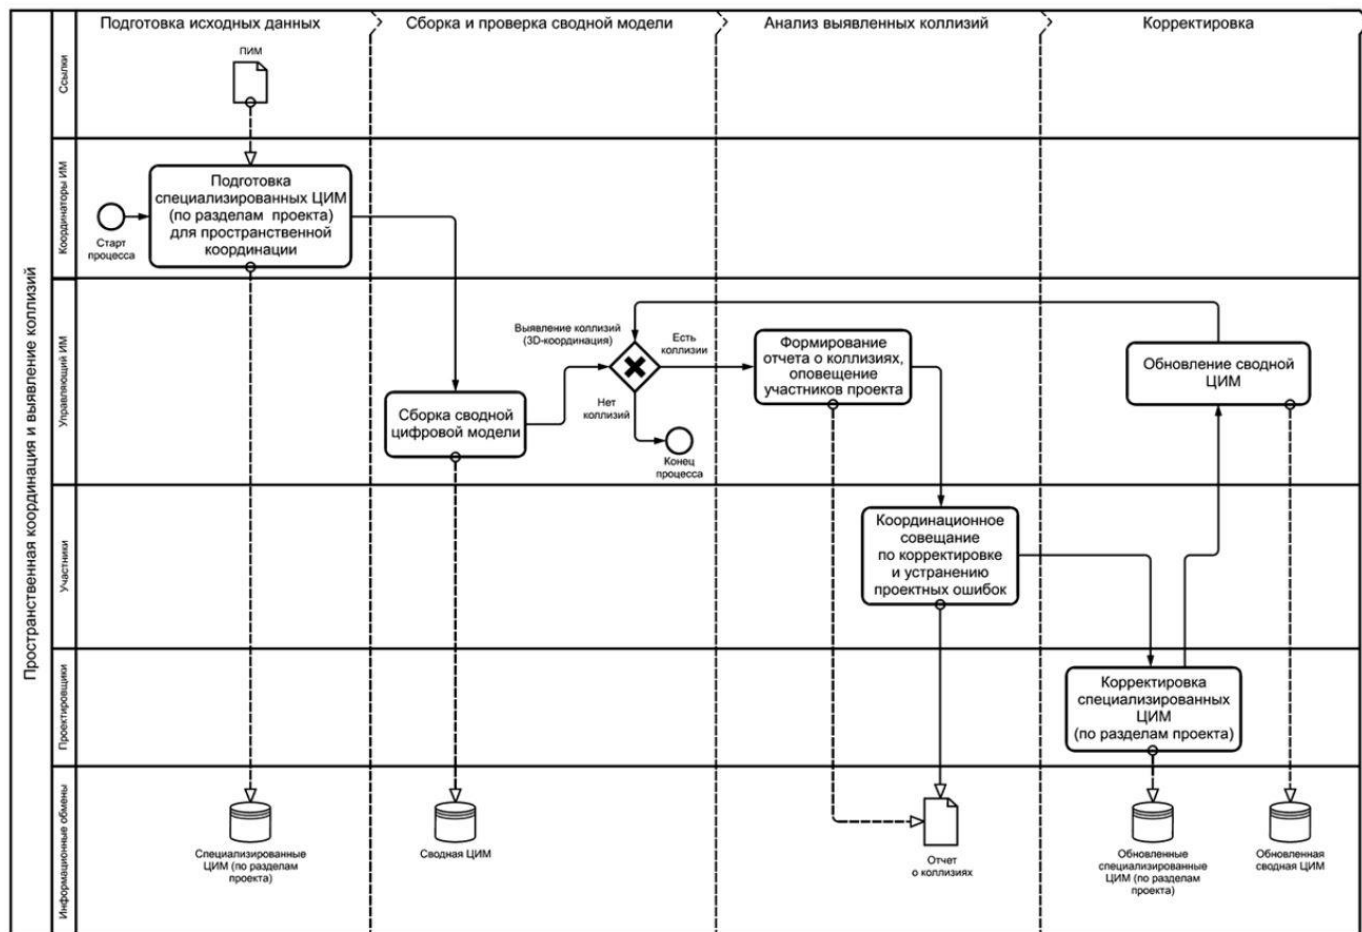 Подготовка исходных данных
Сборка и проверка сводной модели
Анализ выявленных коллизий
Корректировка
Пространственная координация и выявление коллизий
Ссылки
ПИМ
Координаторы ИМ
Старт
процесса
Подготовка
специализированных ЦИМ
(по разделам проекта)
для пространственной
координации
Управляющий ИМ
Сборка сводной
цифровой модели
Выявление коллизий
(3D-координация)
Есть
коллизии
Нет
коллизий
Конец
процесса
Формирование
отчета о коллизиях,
оповещение
участников проекта
Обновление сводной
ЦИМ
Участники
Координационное
совещание
по корректировке
и устранению
проектных ошибок
Проектировщики
Корректировка
специализированных
ЦИМ
(по разделам проекта)
Информационные обмены
Специализированные
ЦИМ (по разделам
проекта)
Сводная ЦИМ
Отчет
о коллизиях
Обновленные
специализированные
ЦИМ (по разделам
проекта)
Обновленная
сводная ЦИМ